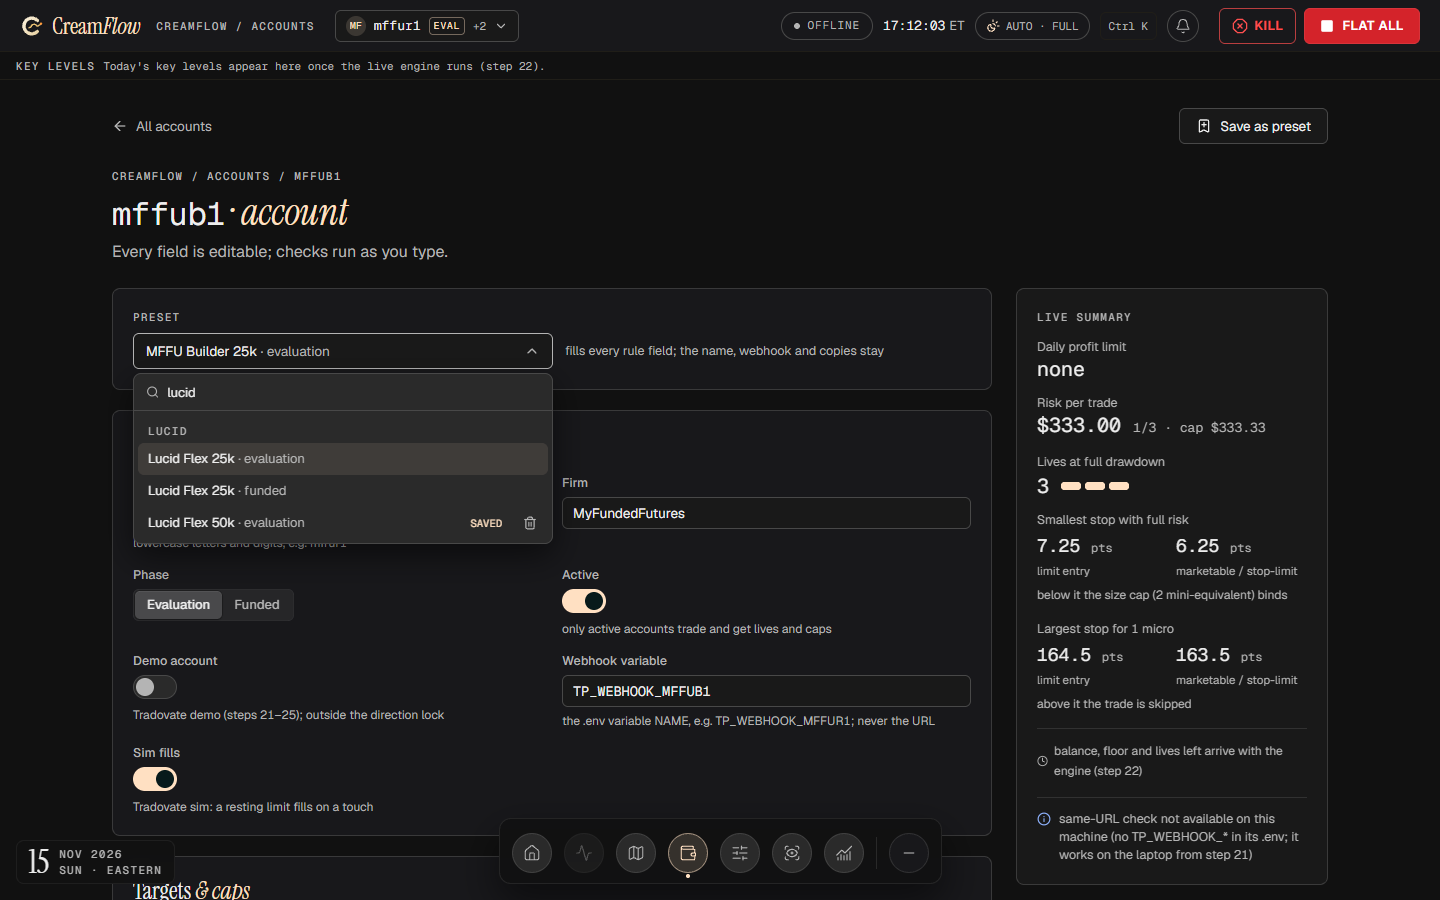 CreamFlow CREAMFLOW / ACCOUNTS MF mffur1 EVAL +2 OFFLINE 17:12:03 ET AUTO · FULL Ctrl K KILL FLAT ALL
KEY LEVELS Today's key levels appear here once the live engine runs (step 22).
All accounts
Save as preset
CREAMFLOW / ACCOUNTS / MFFUB1
mffub1 · account
Every field is editable; checks run as you type.
PRESET
MFFU Builder 25k · evaluation
fills every rule field; the name, webhook and copies stay
lucid
LUCID
Lucid Flex 25k · evaluation
Lucid Flex 25k · funded
Lucid Flex 50k · evaluation SAVED
lowercase letters and digits, e.g. mffur1
Firm
MyFundedFutures
Phase
Evaluation Funded
Active
only active accounts trade and get lives and caps
Demo account
Tradovate demo (steps 21–25); outside the direction lock
Webhook variable
TP_WEBHOOK_MFFUB1
the .env variable NAME, e.g. TP_WEBHOOK_MFFUR1; never the URL
Sim fills
Tradovate sim: a resting limit fills on a touch
Targets & caps
LIVE SUMMARY
Daily profit limit
none
Risk per trade
$333.00 1/3 · cap $333.33
Lives at full drawdown
3
Smallest stop with full risk
7.25 pts 6.25 pts
limit entry marketable / stop-limit
below it the size cap (2 mini-equivalent) binds
Largest stop for 1 micro
164.5 pts 163.5 pts
limit entry marketable / stop-limit
above it the trade is skipped
balance, floor and lives left arrive with the
engine (step 22)
same-URL check not available on this
machine (no TP_WEBHOOK_* in its .env; it
works on the laptop from step 21)
15 NOV 2026
SUN · EASTERN